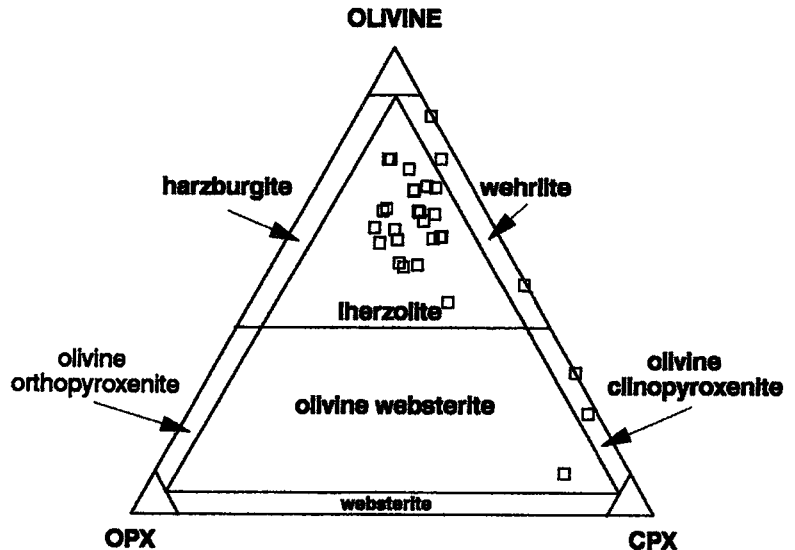 OLIVINE
harzburgite
wehrlite
lherzolite
olivine
orthopyroxenite
olivine
clinopyroxenite
olivine websterite
websterite
OPX
CPX